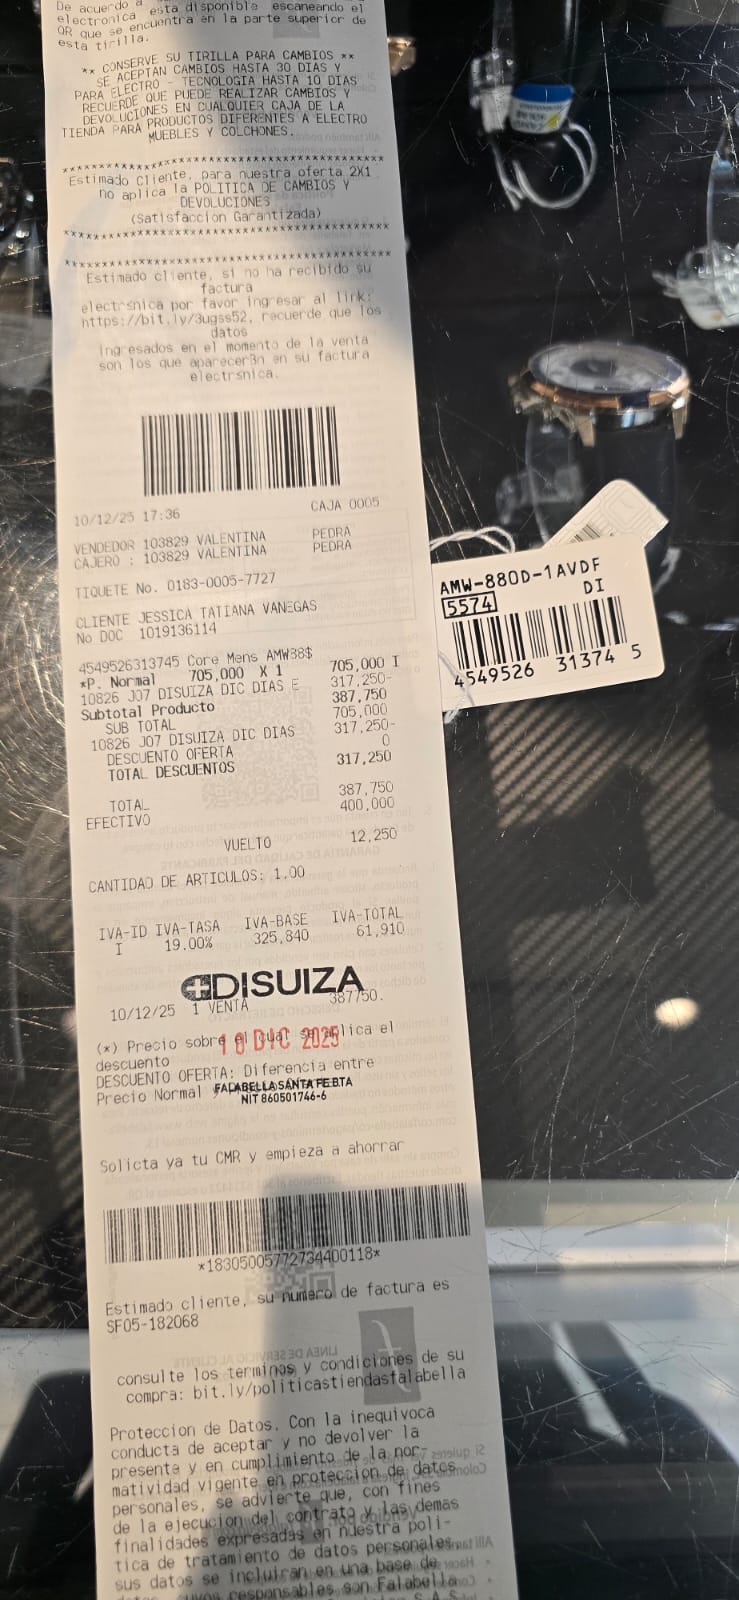 De acuerdo a
esta disponible escaneando el
electronica
QR que se encuentra en la parte superior de
esta tirilla.
** CONSERVE SU TIRILLA PARA CAMBIOS **
SE ACEPTAN CAMBIOS HASTA 30 DIAS Y
PARA ELECTRO - TECNOLOGIA HASTA 10 DIAS
RECUERDE QUE PUEDE REALIZAR CAMBIOS Y
DEVOLUCIONES EN CUALQUIER CAJA DE LA
TIENDA PARA PRODUCTOS DIFERENTES A ELECTRO
MUEBLES Y COLCHONES.
Estimado Cliente, para nuestra oferta 2X1
no aplica la POLITICA DE CAMBIOS Y
DEVOLUCIONES
(Satisfaccion Garantizada)
Estimado cliente, si no ha recibido su
factura
electrsnica por favor ingresar al link:
https://bit.ly/3ugss52, recuerde que los
datos
ingresados en el momento de la venta
son los que aparecer8n en su factura
electrsnica.
10/12/25 17:36 CAJA 0005
VENDEDOR 103829 VALENTINA PEDRA
CAJERO : 103829 VALENTINA PEDRA
TIQUETE No. 0183-0005-7727
CLIENTE JESSICA TATIANA VANEGAS
No DOC 1019136114
4549526313745 Core Mens AMW88$
*P. Normal 705,000 X 1 705,000 I
10826 J07 DISUIZA DIC DIAS E 317,250-
Subtotal Producto 387,750
SUB TOTAL 705,000
10826 J07 DISUIZA DIC DIAS 317,250-
DESCUENTO OFERTA 0
TOTAL DESCUENTOS 317,250
TOTAL 387,750
EFECTIVO 400,000
VUELTO 12,250
CANTIDAD DE ARTICULOS: 1.00
IVA-ID IVA-TASA IVA-BASE IVA-TOTAL
I 19.00% 325,840 61,910
DISUIZA
10/12/25 1 VENTA 387750.
(*) Precio sobre el cual se aplica el
10 DIC 2025
descuento
DESCUENTO OFERTA: Diferencia entre
Precio Normal y
FALABELLA SANTA FE BTA
NIT 860501746-6
Solicta ya tu CMR y empieza a ahorrar
*18305005772734400118*
Estimado cliente, su numero de factura es
SF05-182068
consulte los terminos y condiciones de su
compra: bit.ly/politicastiendasfalabella
Proteccion de Datos. Con la inequivoca
conducta de aceptar y no devolver la
presente y en cumplimiento de la nor-
matividad vigente en proteccion de datos
personales, se advierte que, con fines
de la ejecucion del contrato y las demas
finalidades expresadas en nuestra poli-
tica de tratamiento de datos personales
sus datos se incluiran en una base de
datos, cuyos responsables son Falabella
AMW-880D-1AVDF
DI
5574
4549526 31374 5